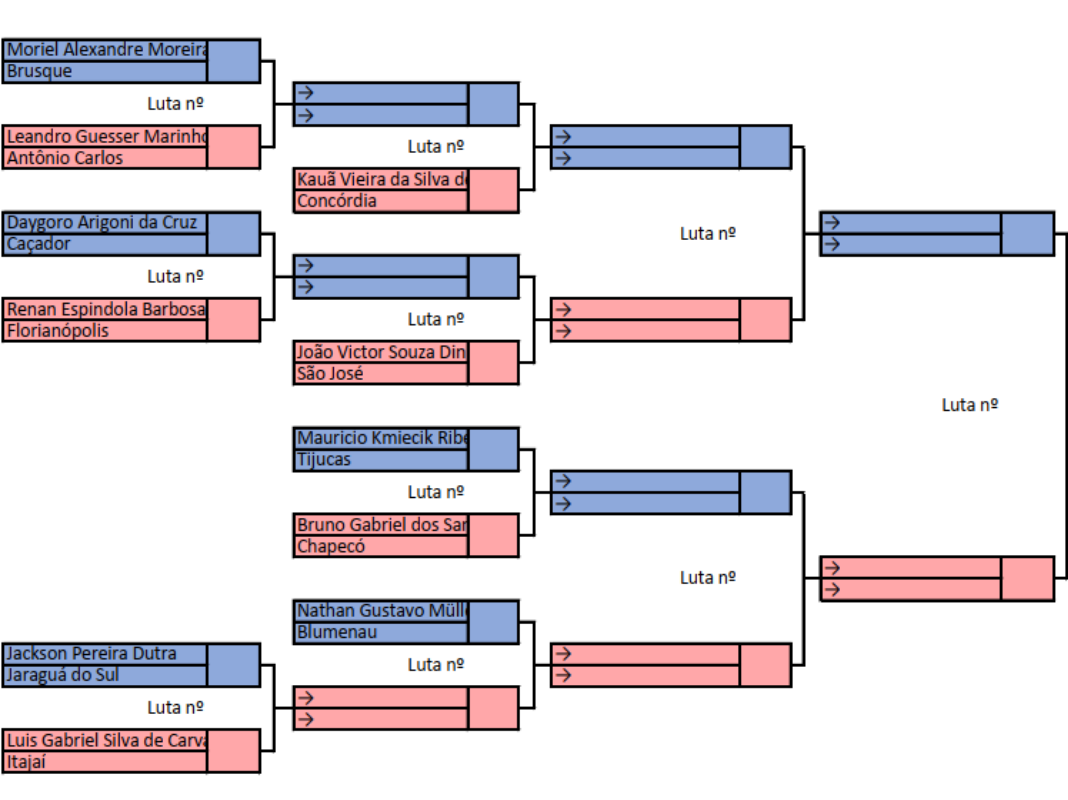 Moriel Alexandre Moreira
Brusque
Luta nº
Leandro Guesser Marinho
Antônio Carlos
Daygoro Arigoni da Cruz
Caçador
Luta nº
Renan Espindola Barbosa
Florianópolis
Jackson Pereira Dutra
Jaraguá do Sul
Luta nº
Luis Gabriel Silva de Carva
Itajaí
→
→
Luta nº
Kauã Vieira da Silva de
Concórdia
→
→
Luta nº
João Victor Souza Din
São José
Mauricio Kmiecik Ribe
Tijucas
Luta nº
Bruno Gabriel dos San
Chapecó
Nathan Gustavo Mülle
Blumenau
Luta nº
→
→
→
→
Luta nº
→
→
→
→
Luta nº
→
→
→
→
Luta nº
→
→